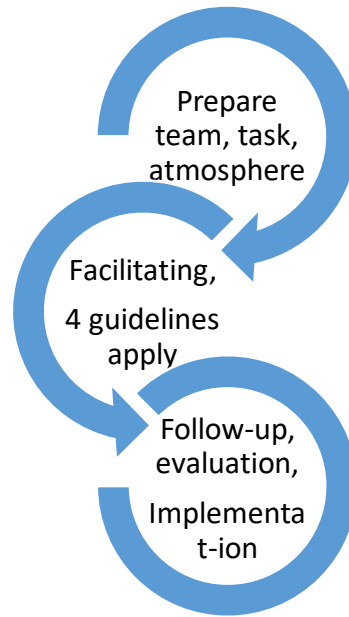 Prepare
team, task,
atmosphere
Facilitating,
4 guidelines
apply
Follow-up,
evaluation,
Implementa
t-ion